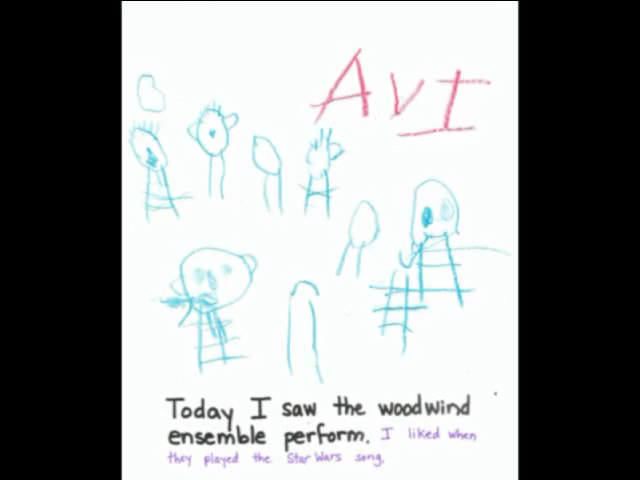 AVI
Today I saw the woodwind
ensemble perform. I liked when
they played the Star Wars song.